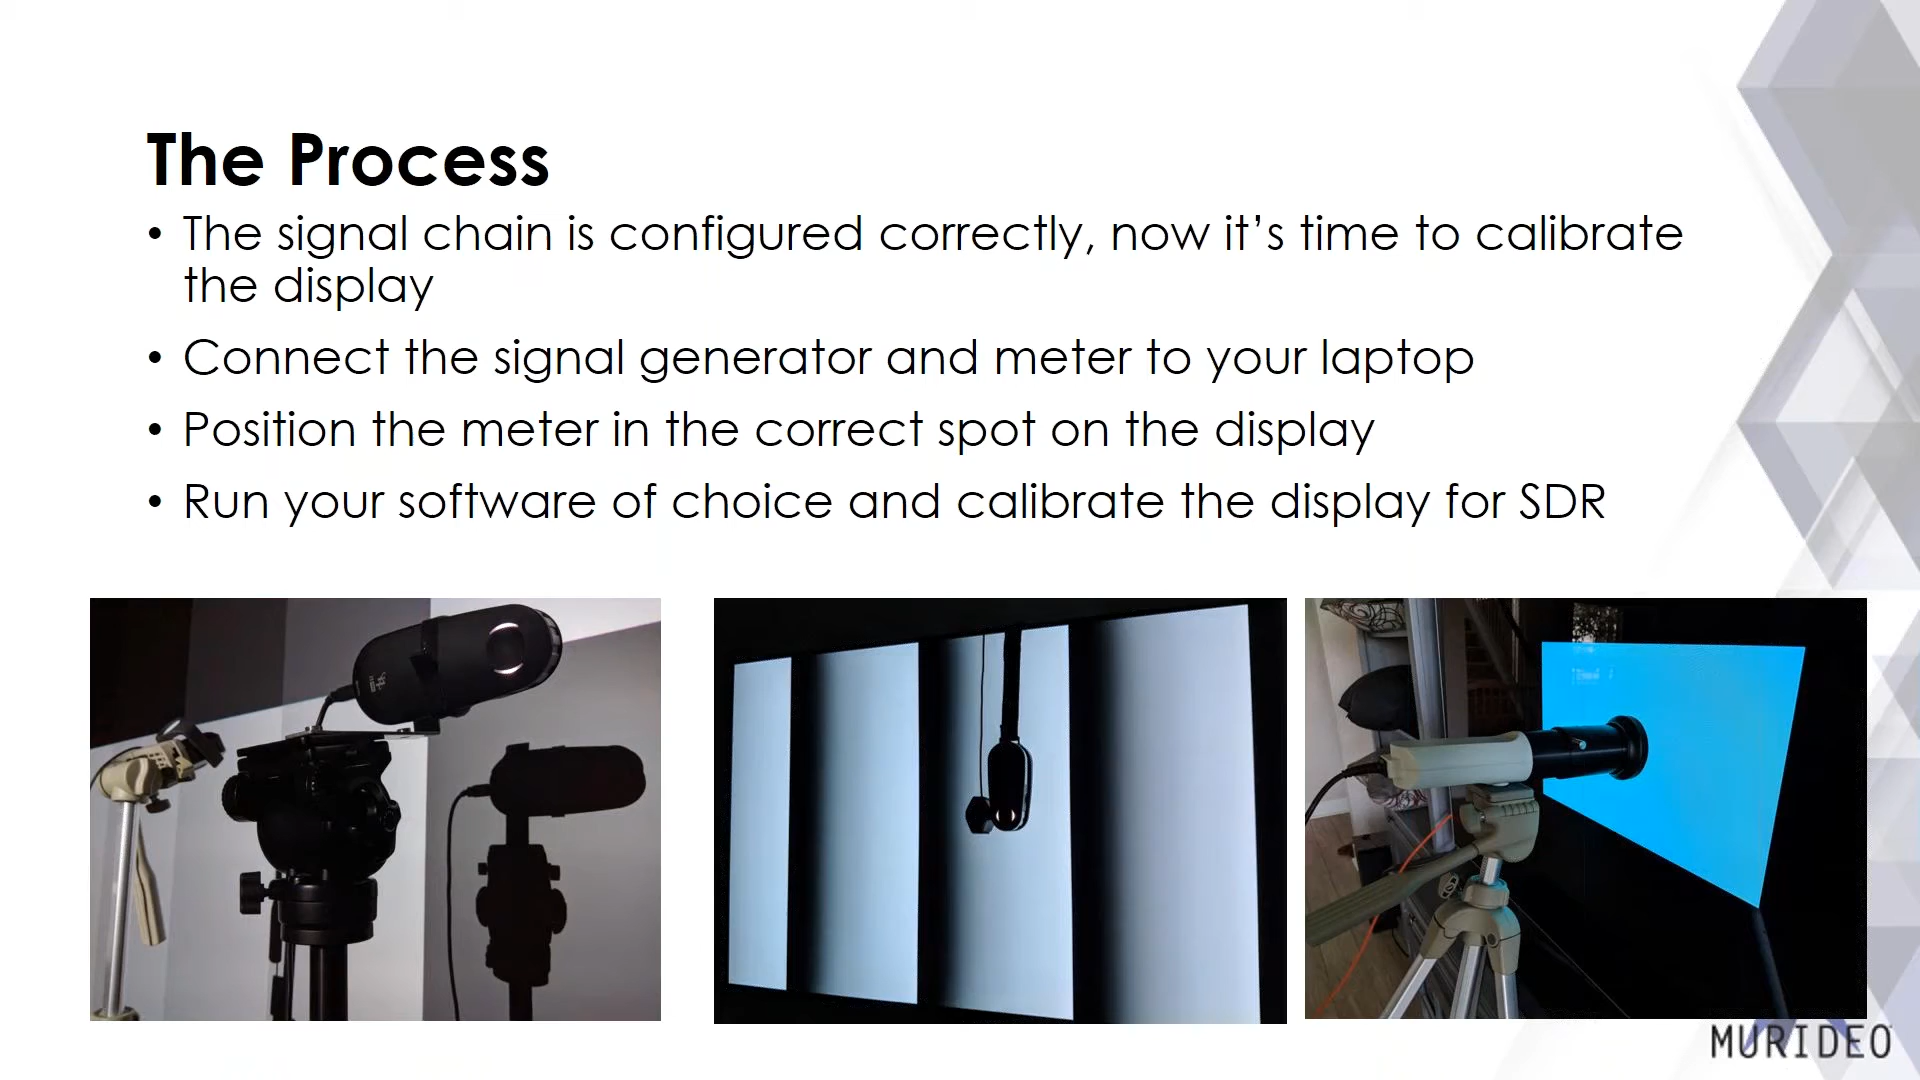 The Process
• The signal chain is configured correctly, now it’s time to calibrate
the display
• Connect the signal generator and meter to your laptop
• Position the meter in the correct spot on the display
• Run your software of choice and calibrate the display for SDR
MURIDEO